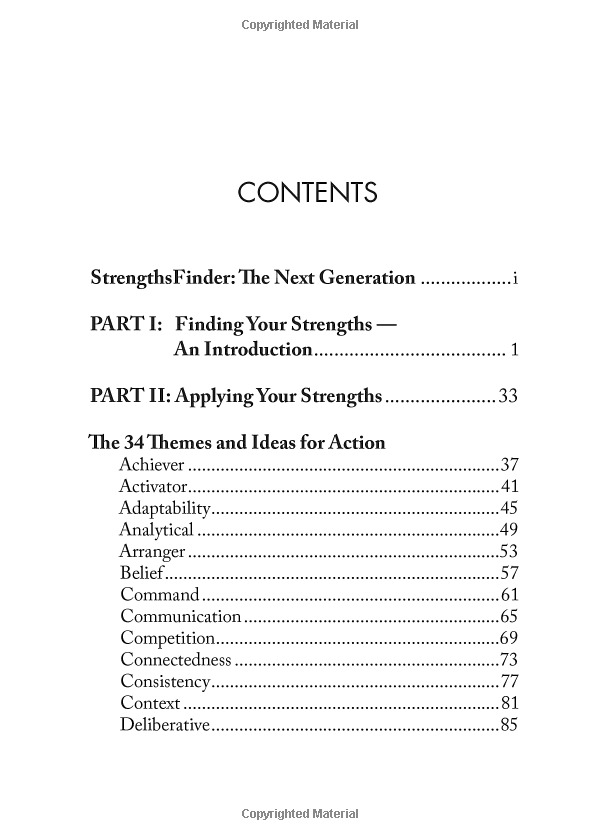 Copyrighted Material
CONTENTS
StrengthsFinder: The Next Generation ..................i
PART I: Finding Your Strengths —
An Introduction...................................... 1
PART II: Applying Your Strengths......................33
The 34 Themes and Ideas for Action
Achiever ..............................................................37
Activator..............................................................41
Adaptability.........................................................45
Analytical ............................................................49
Arranger ..............................................................53
Belief...................................................................57
Command............................................................61
Communication ...................................................65
Competition.........................................................69
Connectedness .....................................................73
Consistency..........................................................77
Context ...............................................................81
Deliberative..........................................................85
Copyrighted Material